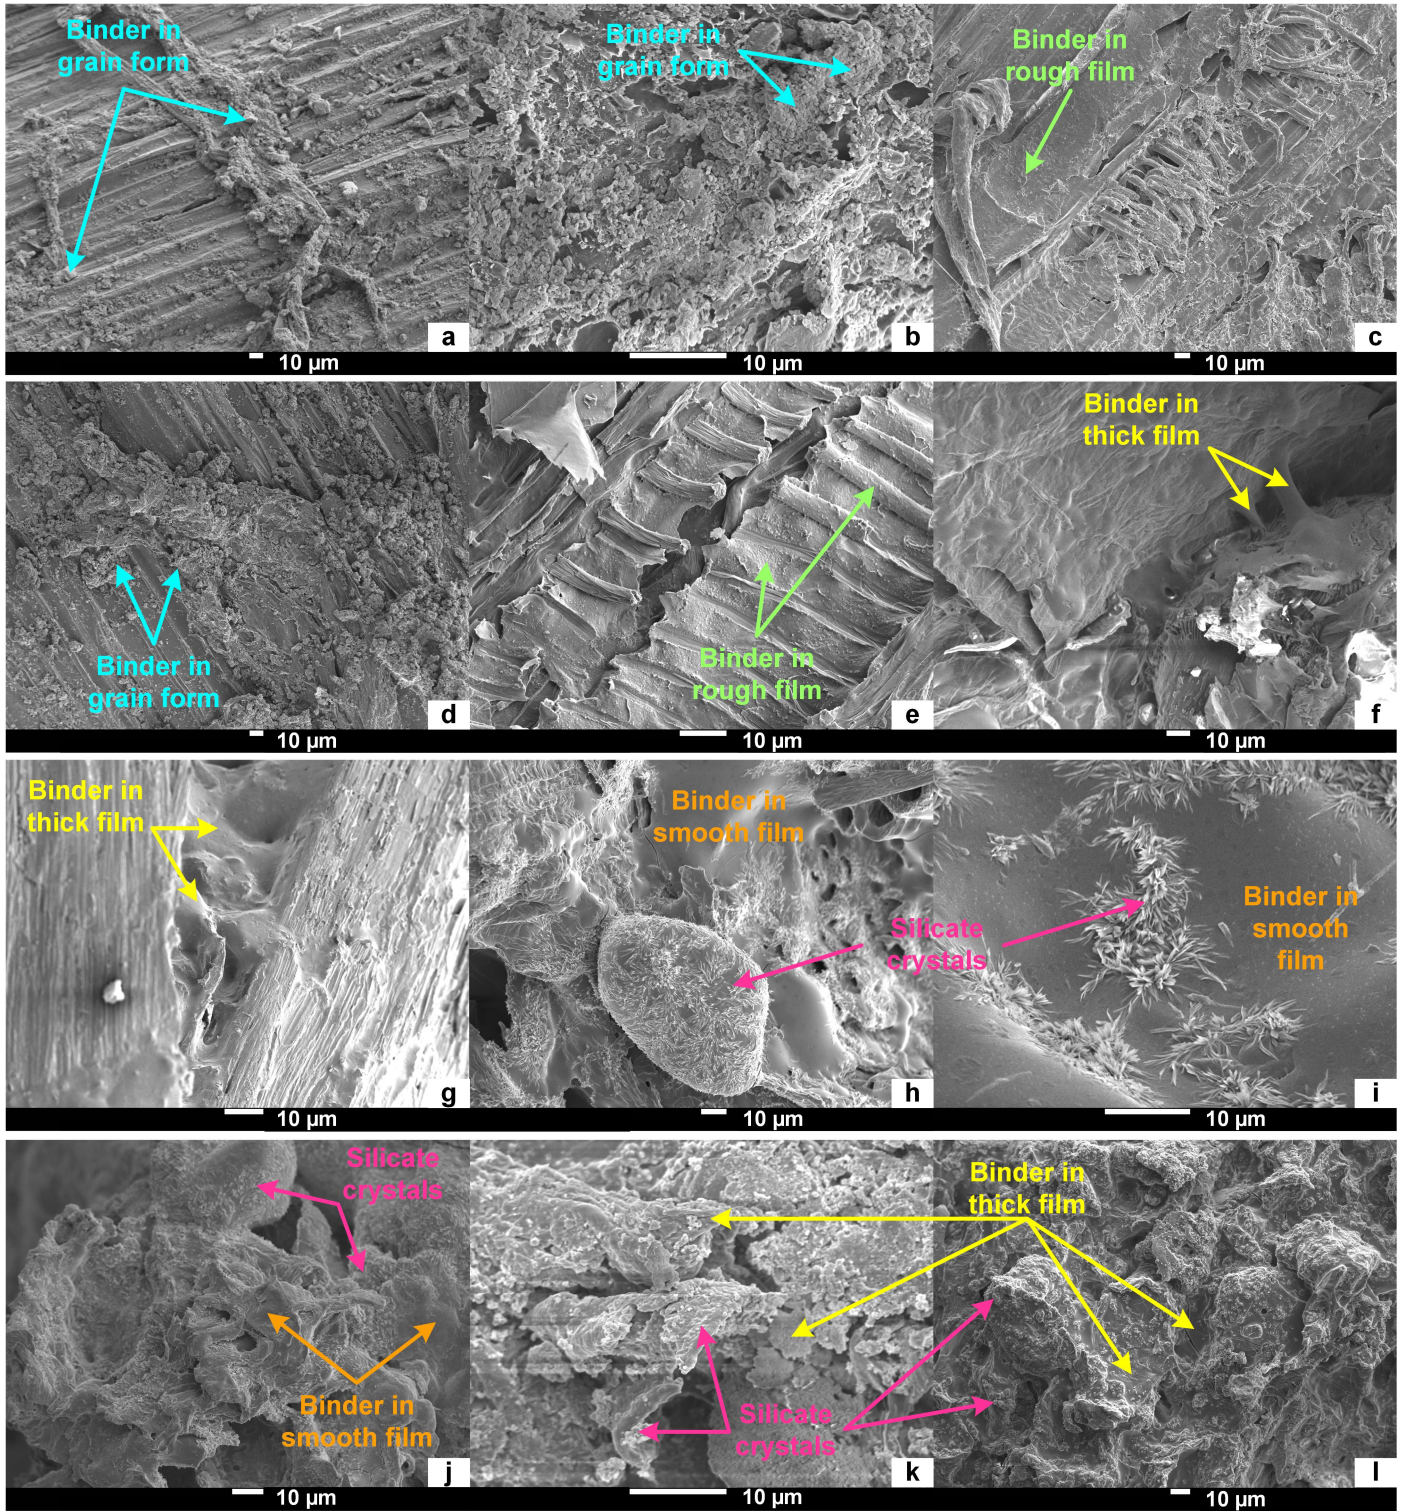 Binder in
grain form
a
10 µm
Binder in
grain form
b
10 µm
Binder in
rough film
c
10 µm
Binder in
grain form
d
10 µm
Binder in
rough film
e
10 µm
Binder in
thick film
f
10 µm
Binder in
thick film
g
10 µm
Binder in
smooth film
Silicate
crystals
h
10 µm
Binder in
smooth
film
i
10 µm
Silicate
crystals
Binder in
smooth film
j
10 µm
Silicate
crystals
k
10 µm
Binder in
thick film
l
10 µm